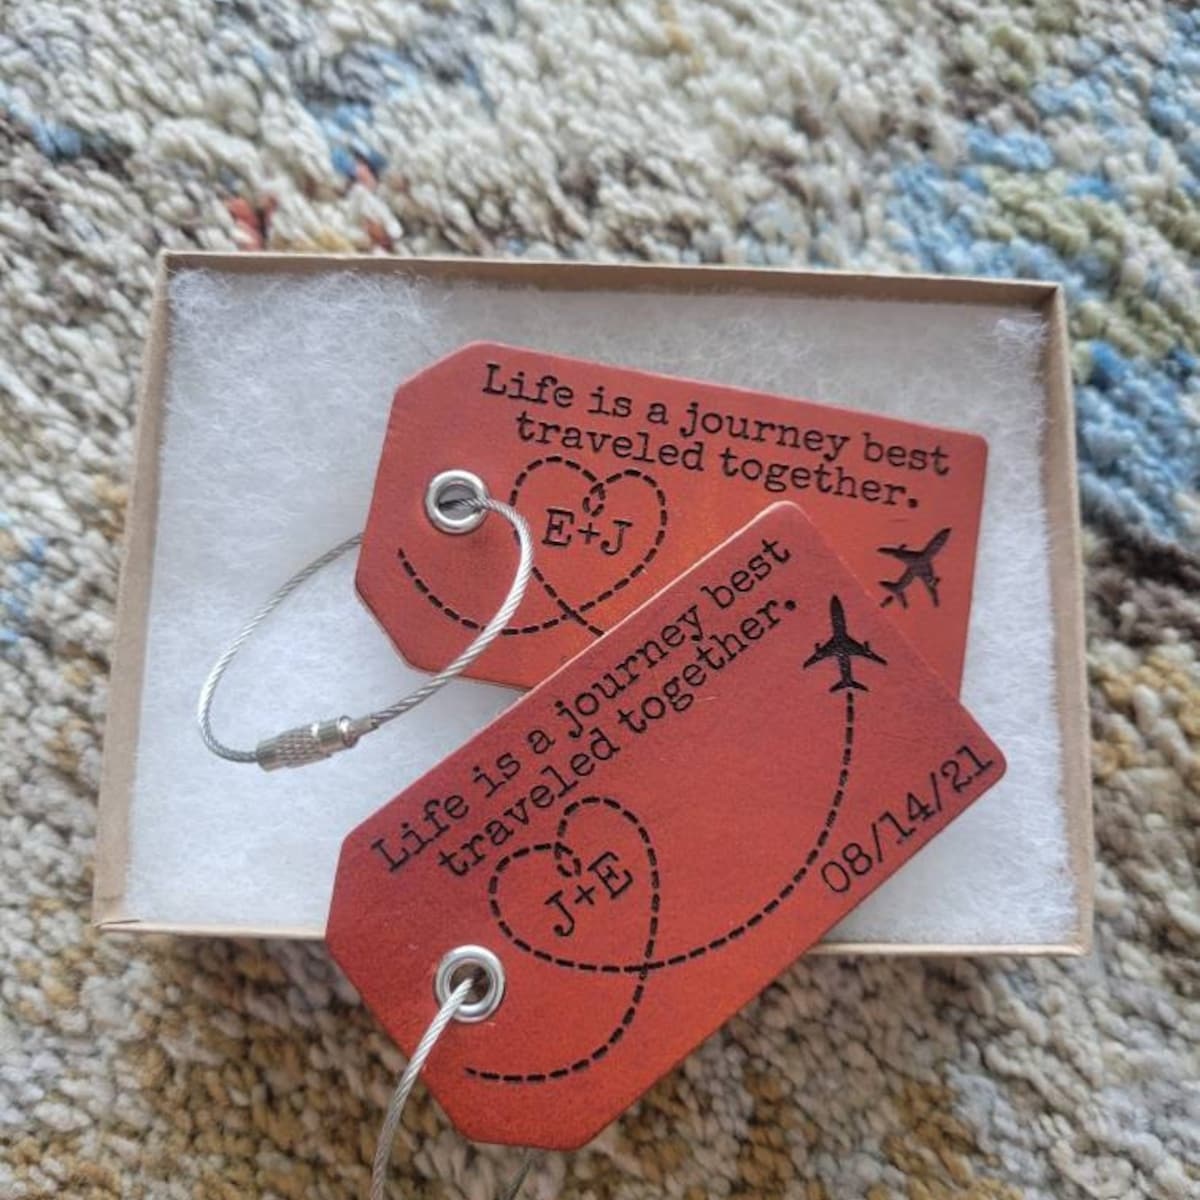 Life is a journey best
traveled together.
E+J
Life is a journey best
traveled together.
J+E
08/14/21